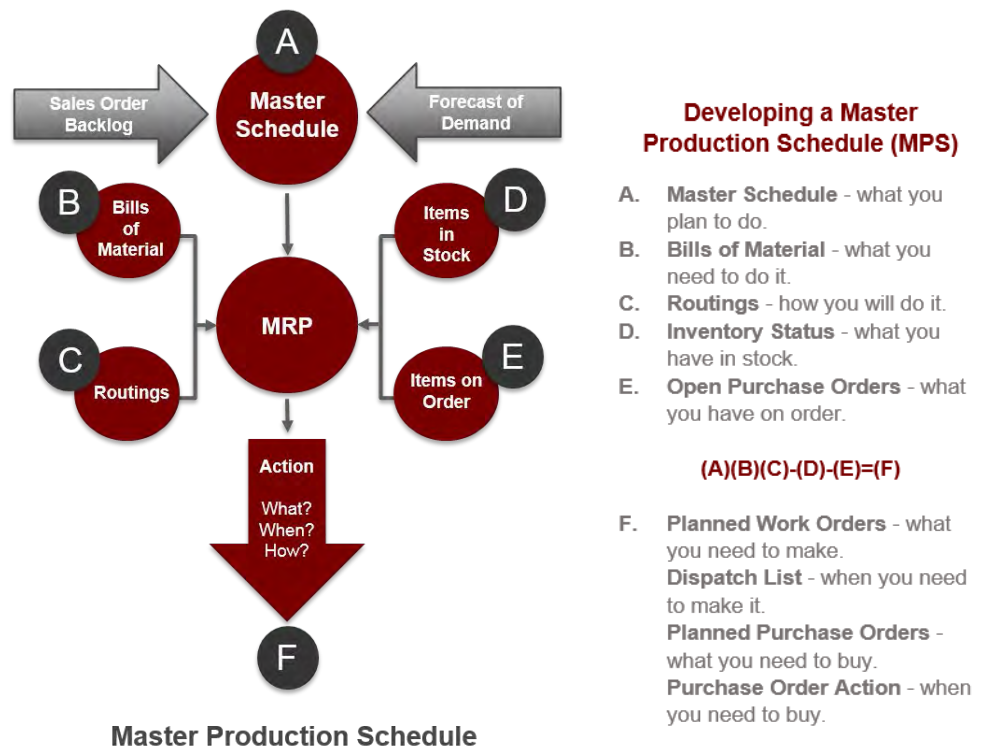 A
Sales Order
Backlog
Master
Schedule
Forecast of
Demand
B
Bills
of
Material
D
Items
in
Stock
MRP
C
Routings
E
Items on
Order
Action
What?
When?
How?
F
Master Production Schedule
Developing a Master
Production Schedule (MPS)
A. Master Schedule - what you
plan to do.
B. Bills of Material - what you
need to do it.
C. Routings - how you will do it.
D. Inventory Status - what you
have in stock.
E. Open Purchase Orders - what
you have on order.
(A)(B)(C)-(D)-(E)=(F)
F. Planned Work Orders - what
you need to make.
Dispatch List - when you need
to make it.
Planned Purchase Orders -
what you need to buy.
Purchase Order Action - when
you need to buy.